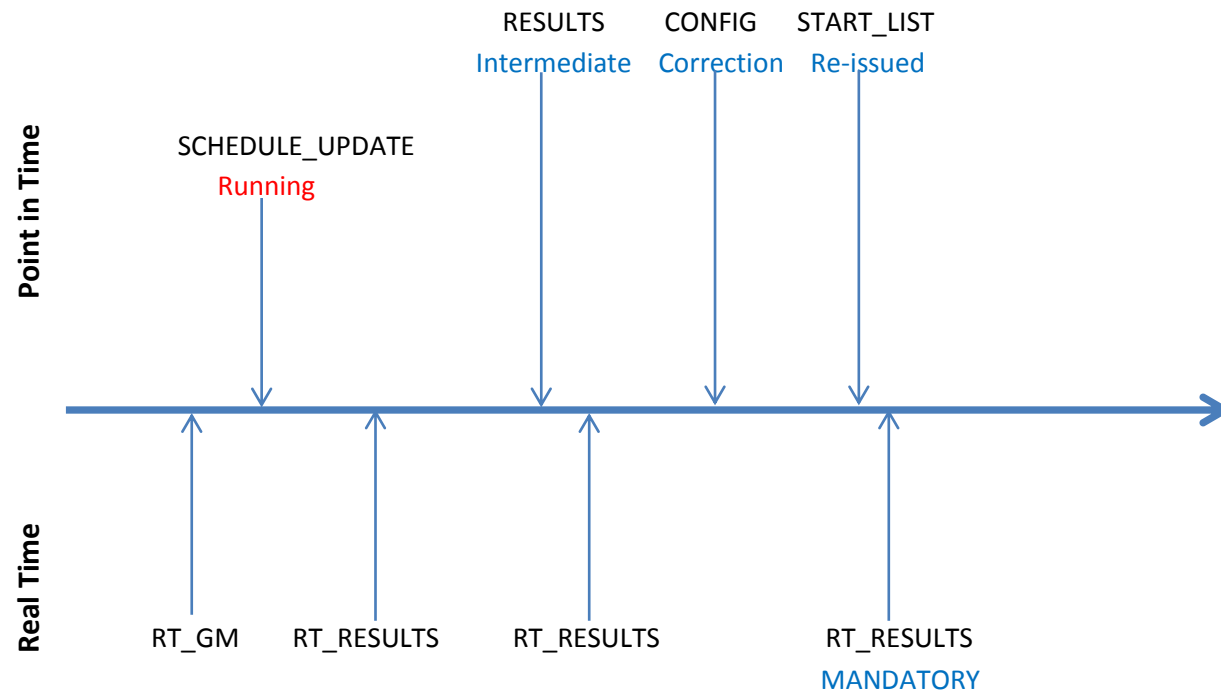 RESULTS CONFIG START_LIST
Intermediate Correction Re-issued
SCHEDULE_UPDATE
Running
Point in Time
Real Time
RT_GM RT_RESULTS RT_RESULTS RT_RESULTS
MANDATORY